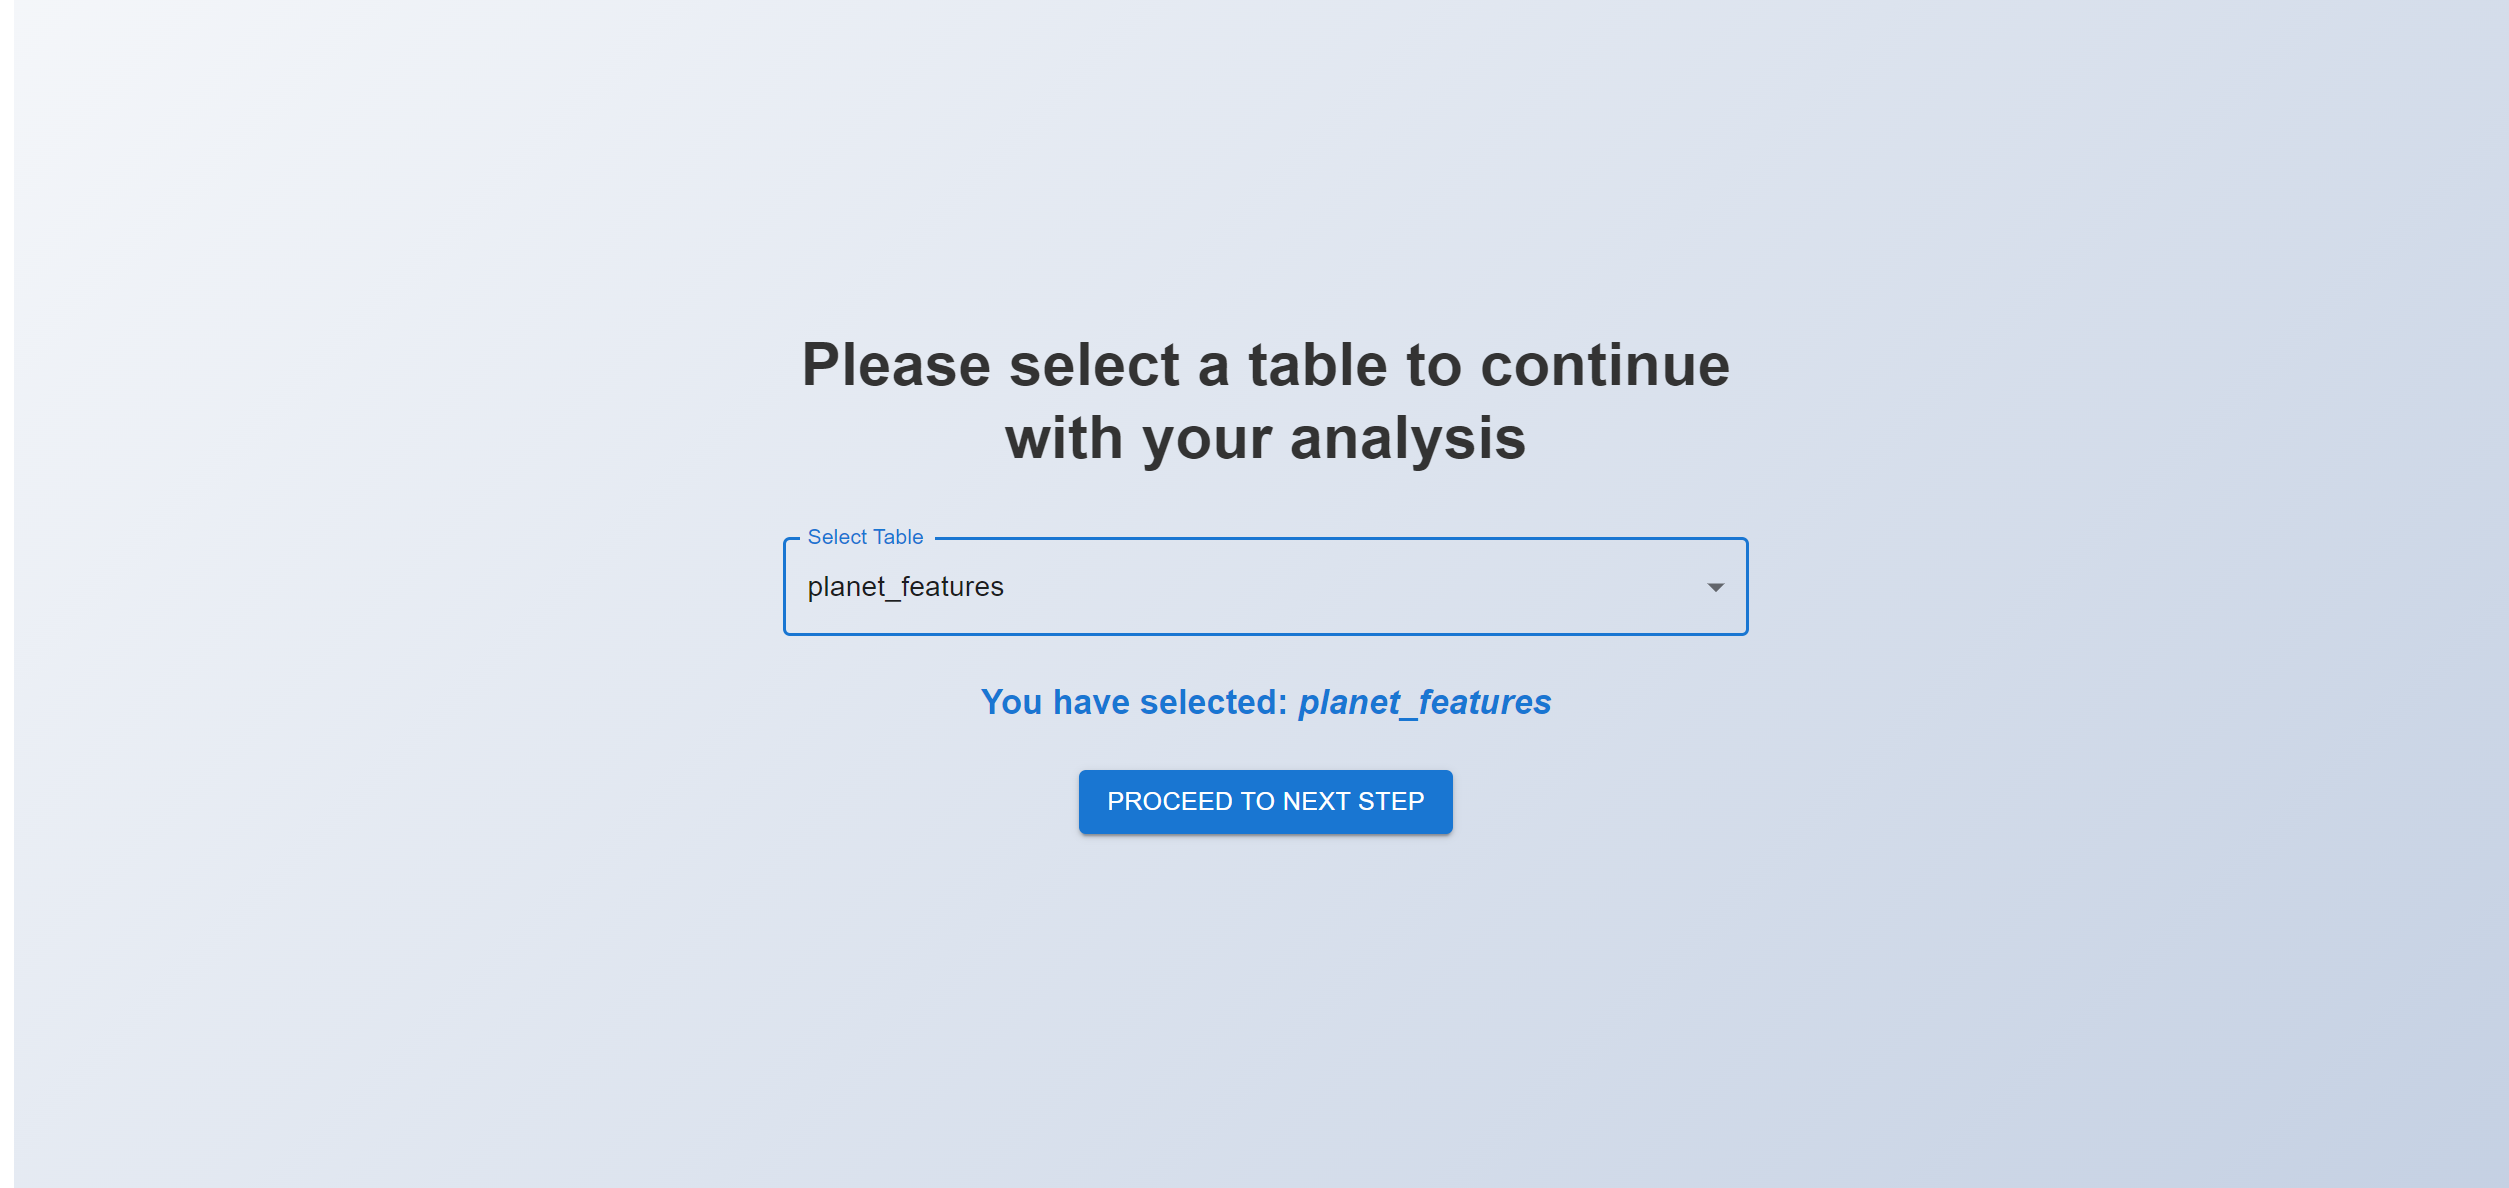 Please select a table to continue
with your analysis
Select Table
planet_features
You have selected: planet_features
PROCEED TO NEXT STEP